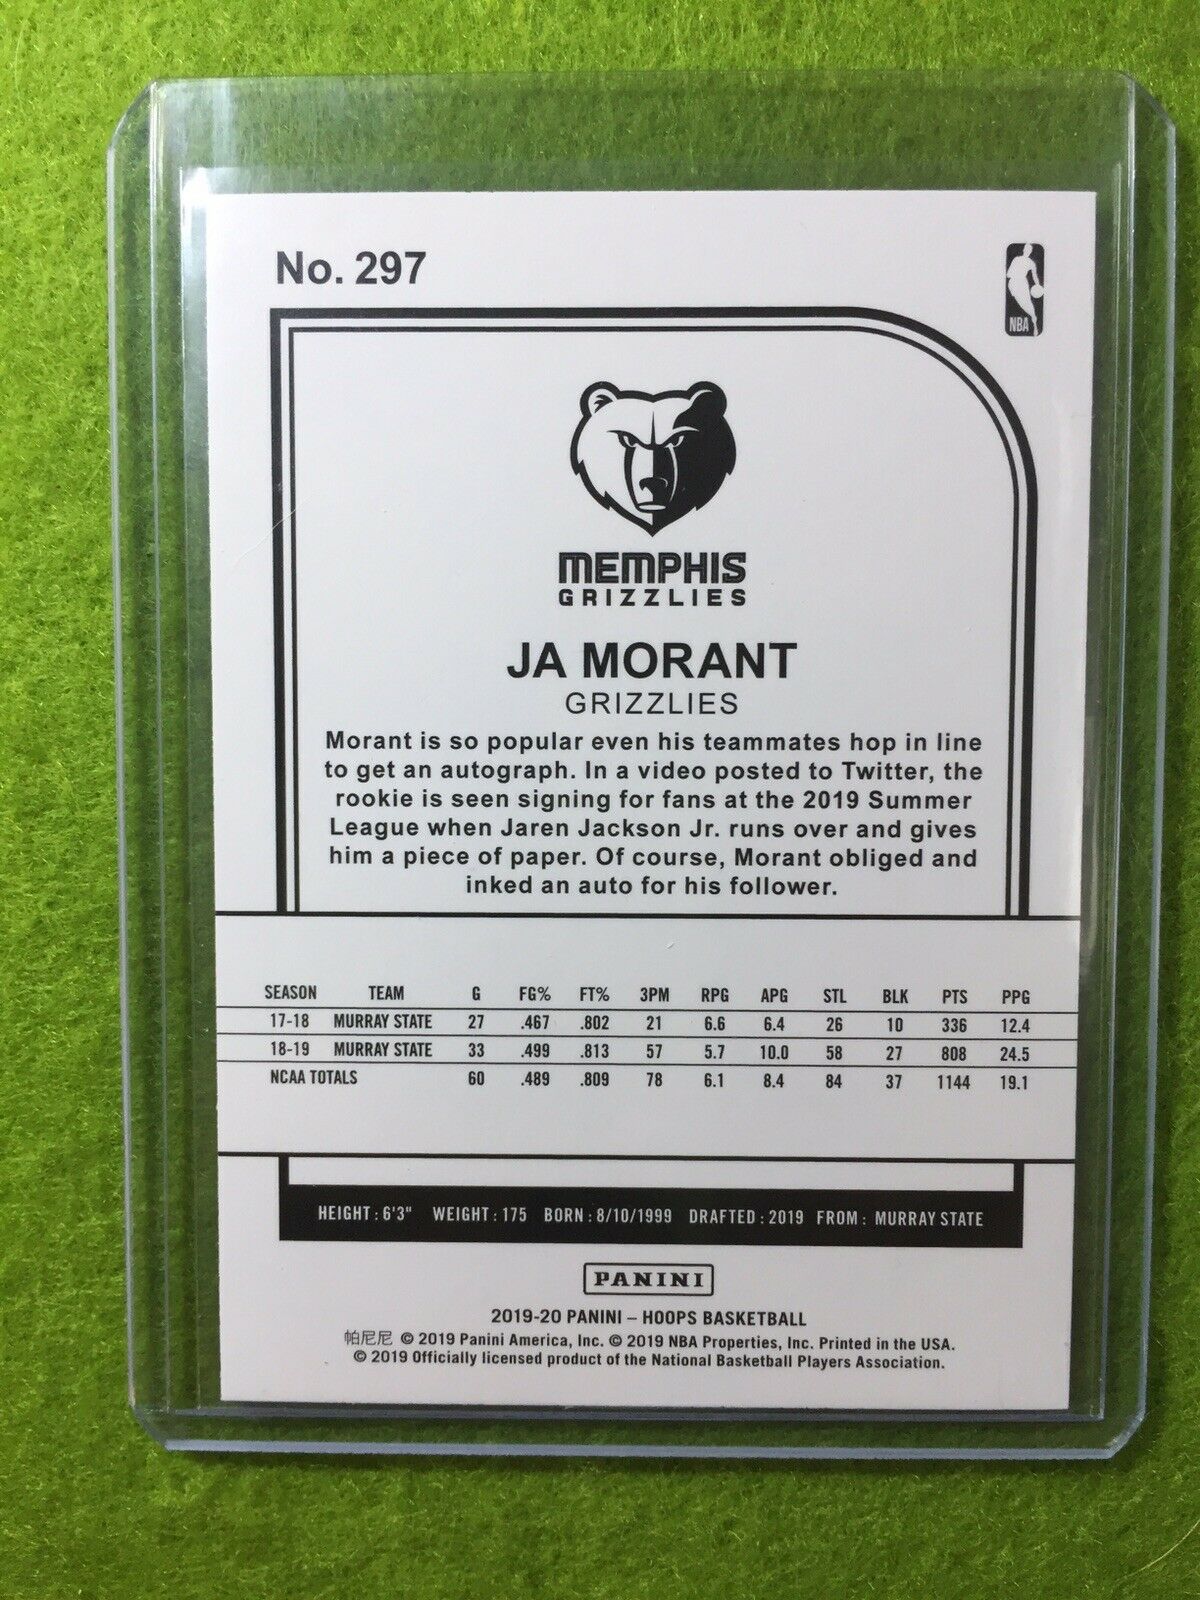 No. 297
NBA
MEMPHIS
GRIZZLIES
JA MORANT
GRIZZLIES
Morant is so popular even his teammates hop in line
to get an autograph. In a video posted to Twitter, the
rookie is seen signing for fans at the 2019 Summer
League when Jaren Jackson Jr. runs over and gives
him a piece of paper. Of course, Morant obliged and
inked an auto for his follower.
SEASON TEAM G FG% FT% 3PM RPG APG STL BLK PTS PPG
17-18 MURRAY STATE 27 .467 .802 21 6.6 6.4 26 10 336 12.4
18-19 MURRAY STATE 33 .499 .813 57 5.7 10.0 58 27 808 24.5
NCAA TOTALS 60 .489 .809 78 6.1 8.4 84 37 1144 19.1
HEIGHT : 6'3" WEIGHT : 175 BORN : 8/10/1999 DRAFTED : 2019 FROM : MURRAY STATE
PANINI
2019-20 PANINI – HOOPS BASKETBALL
帕尼尼 © 2019 Panini America, Inc. © 2019 NBA Properties, Inc. Printed in the USA.
© 2019 Officially licensed product of the National Basketball Players Association.